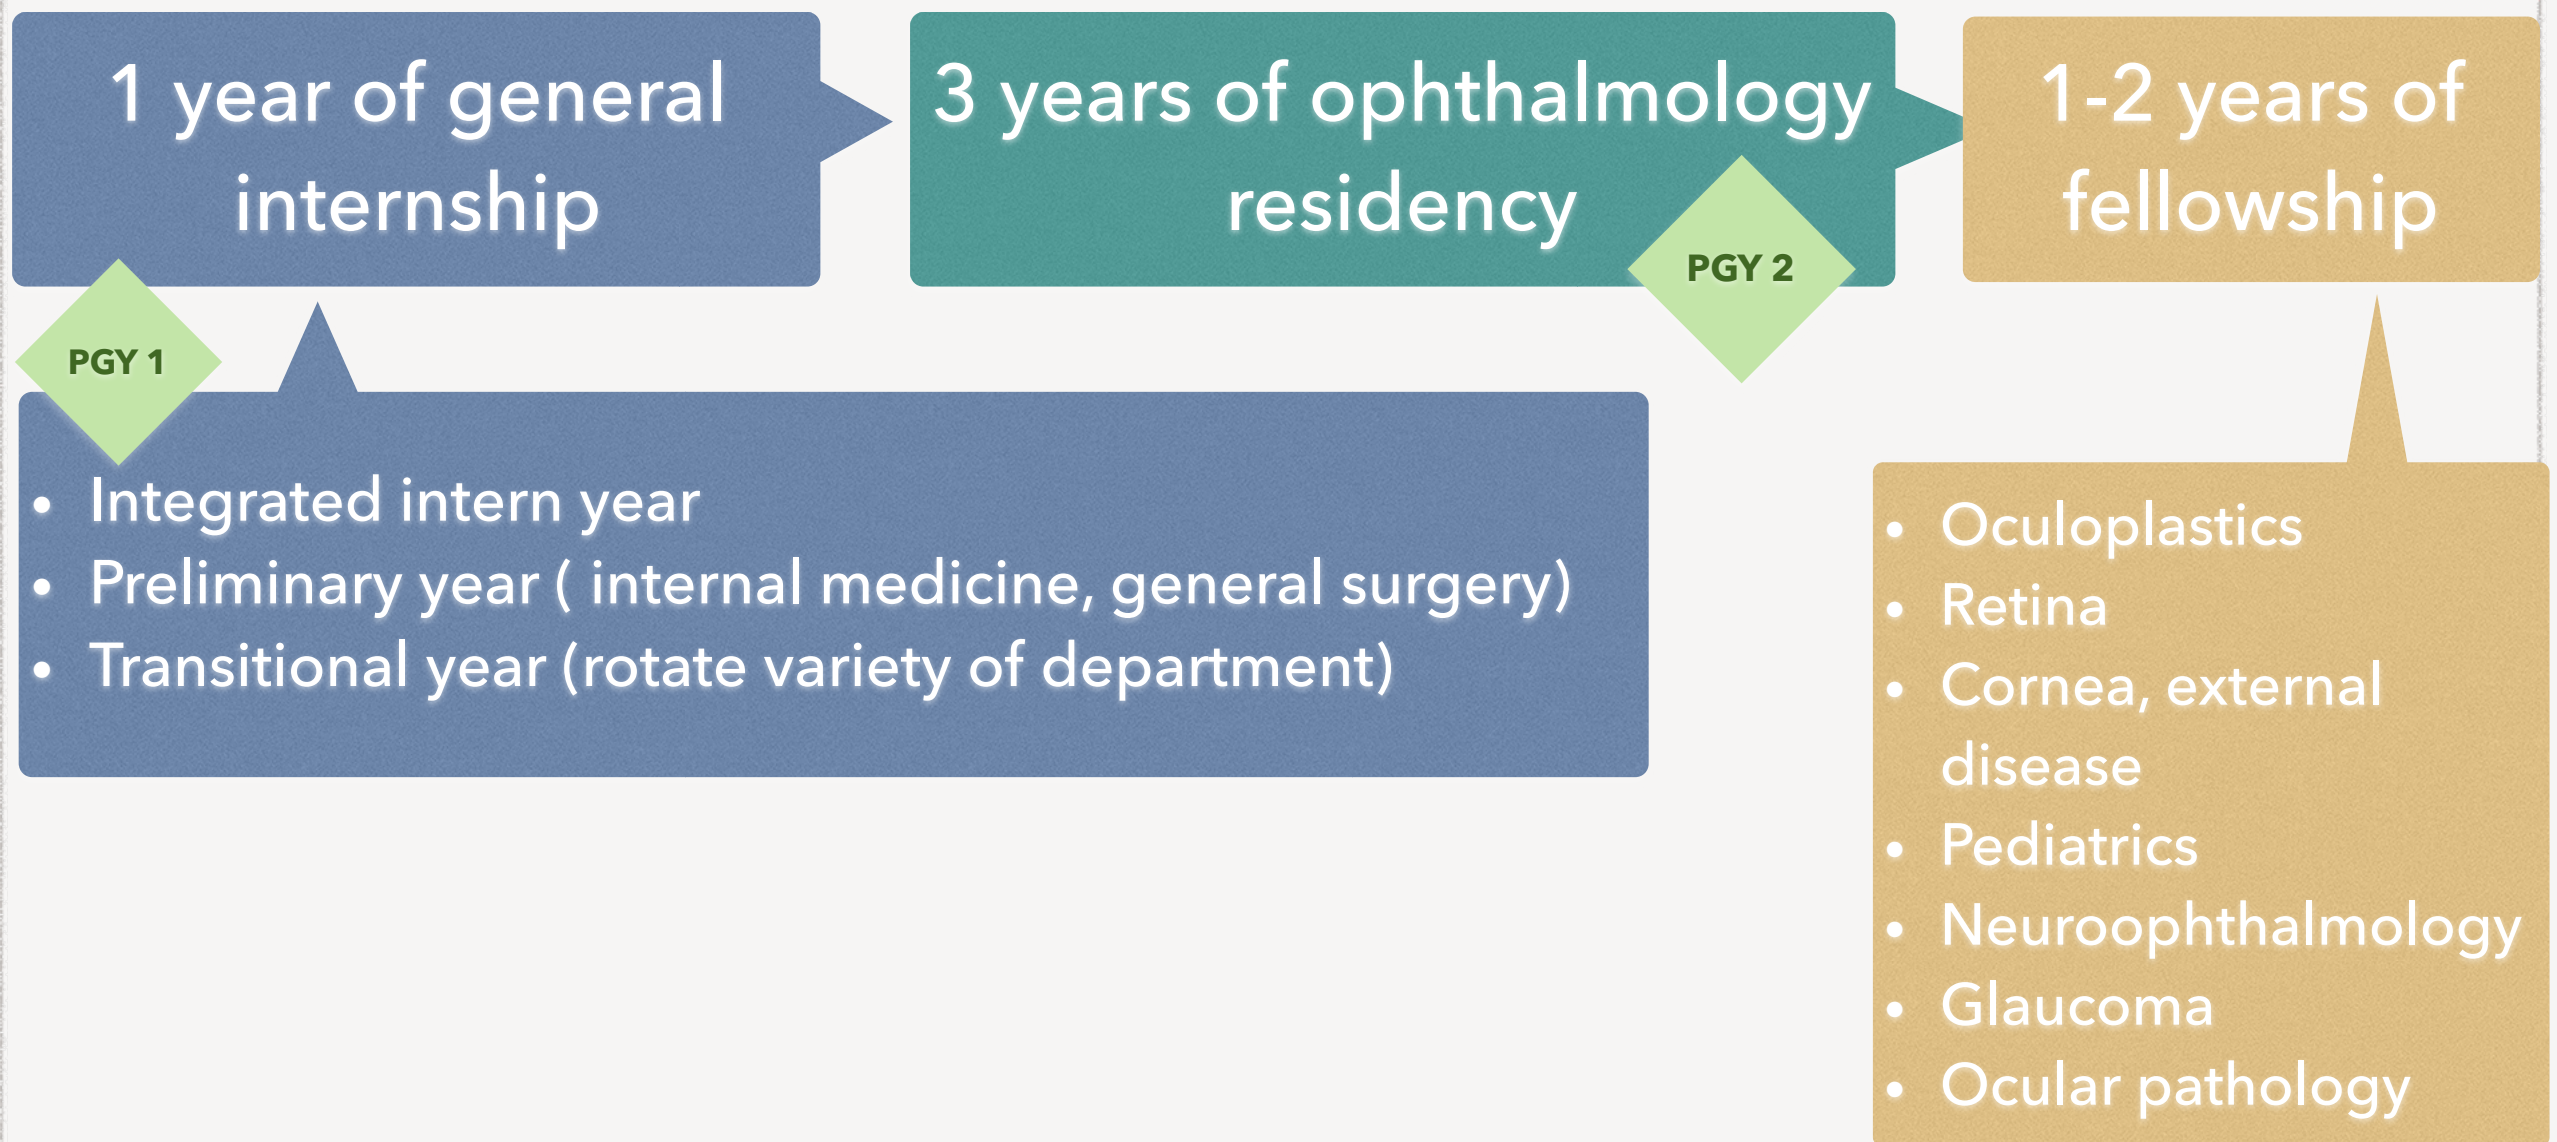 1 year of general
internship
3 years of ophthalmology
residency
1-2 years of
fellowship
PGY 1
PGY 2
• Integrated intern year
• Preliminary year ( internal medicine, general surgery)
• Transitional year (rotate variety of department)
• Oculoplastics
• Retina
• Cornea, external
disease
• Pediatrics
• Neuroophthalmology
• Glaucoma
• Ocular pathology